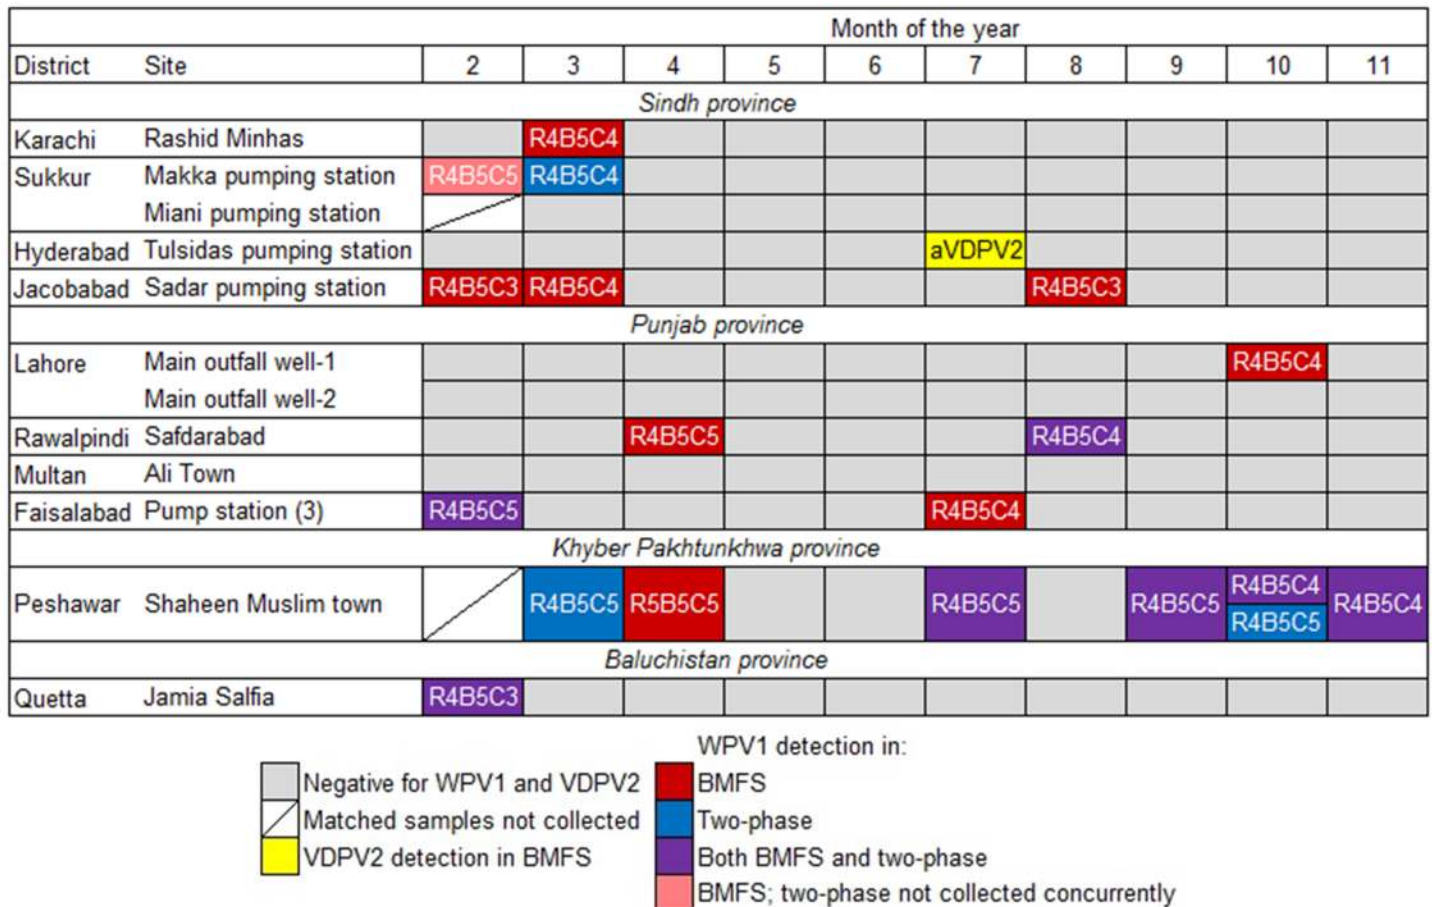 Month of the year
District Site 2 3 4 5 6 7 8 9 10 11
Sindh province
Karachi Rashid Minhas R4B5C4
Sukkur Makka pumping station R4B5C5 R4B5C4
Miani pumping station
Hyderabad Tulsidas pumping station aVDPV2
Jacobabad Sadar pumping station R4B5C3 R4B5C4 R4B5C3
Punjab province
Lahore Main outfall well-1 R4B5C4
Main outfall well-2
Rawalpindi Safdarabad R4B5C5 R4B5C4
Multan Ali Town
Faisalabad Pump station (3) R4B5C5 R4B5C4
Khyber Pakhtunkhwa province
Peshawar Shaheen Muslim town R4B5C5 R5B5C5 R4B5C5 R4B5C5 R4B5C4 R4B5C4
R4B5C5
Baluchistan province
Quetta Jamia Salfia R4B5C3
WPV1 detection in:
Negative for WPV1 and VDPV2 BMFS
Matched samples not collected Two-phase
VDPV2 detection in BMFS Both BMFS and two-phase
BMFS; two-phase not collected concurrently